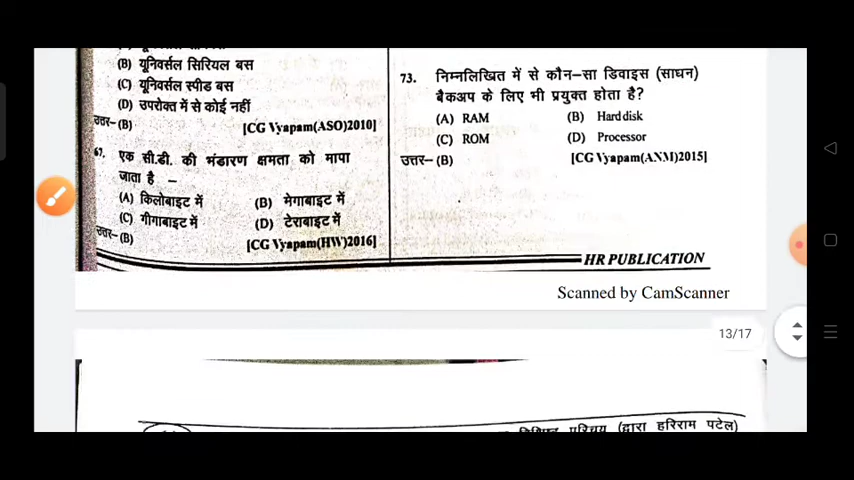 (B) यूनिवर्सल सिरियल बस
(C) यूनिवर्सल स्पीड बस
(D) उपरोक्त में से कोई नहीं
उत्तर– (B)
[CG Vyapam(ASO)2010]
67. एक सी.डी. की भंडारण क्षमता को मापा
जाता है –
(A) किलोबाइट में (B) मेगाबाइट में
(C) गीगाबाइट में (D) टेराबाइट में
उत्तर–(B)
[CG Vyapam(HW)2016]
73. निम्नलिखित में से कौन–सा डिवाइस (साधन)
बैकअप के लिए भी प्रयुक्त होता है?
(A) RAM (B) Hard disk
(C) ROM (D) Processor
उत्तर– (B) [CG Vyapam(ANM)2015]
HR PUBLICATION
Scanned by CamScanner
13/17
परिचय (द्वारा हरिराम पटेल)